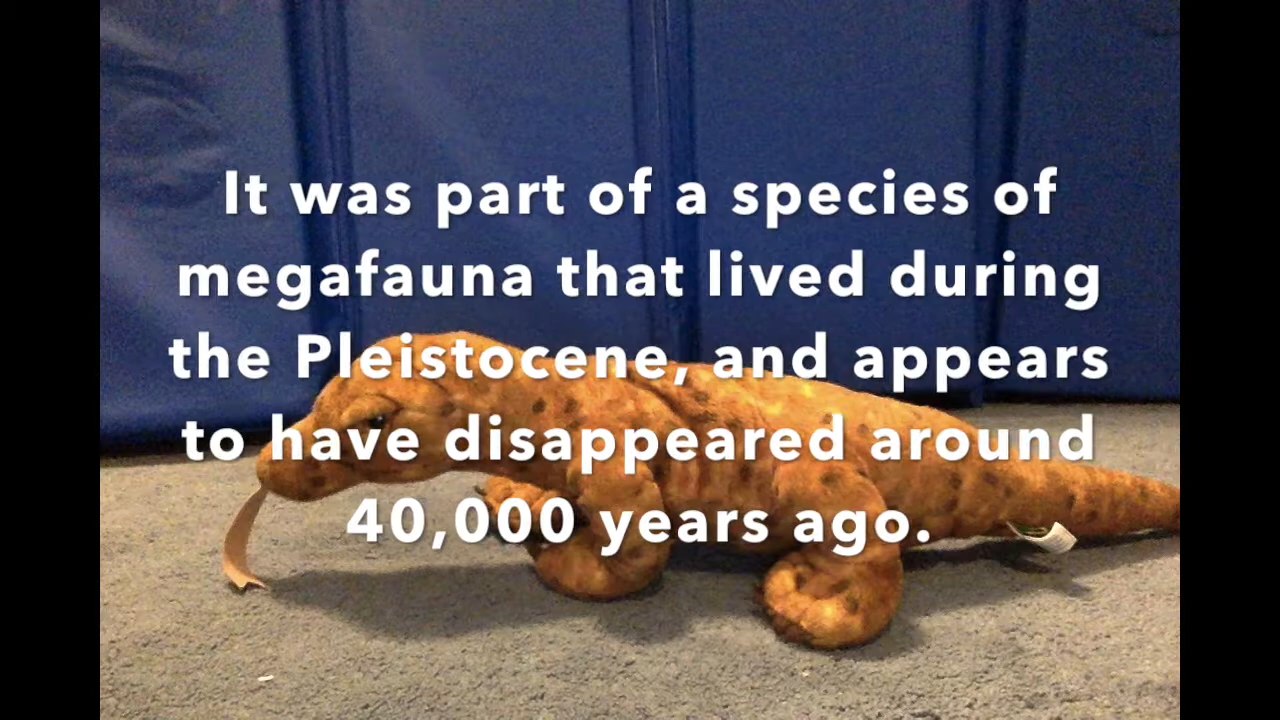 It was part of a species of
megafauna that lived during
the Pleistocene, and appears
to have disappeared around
40,000 years ago.